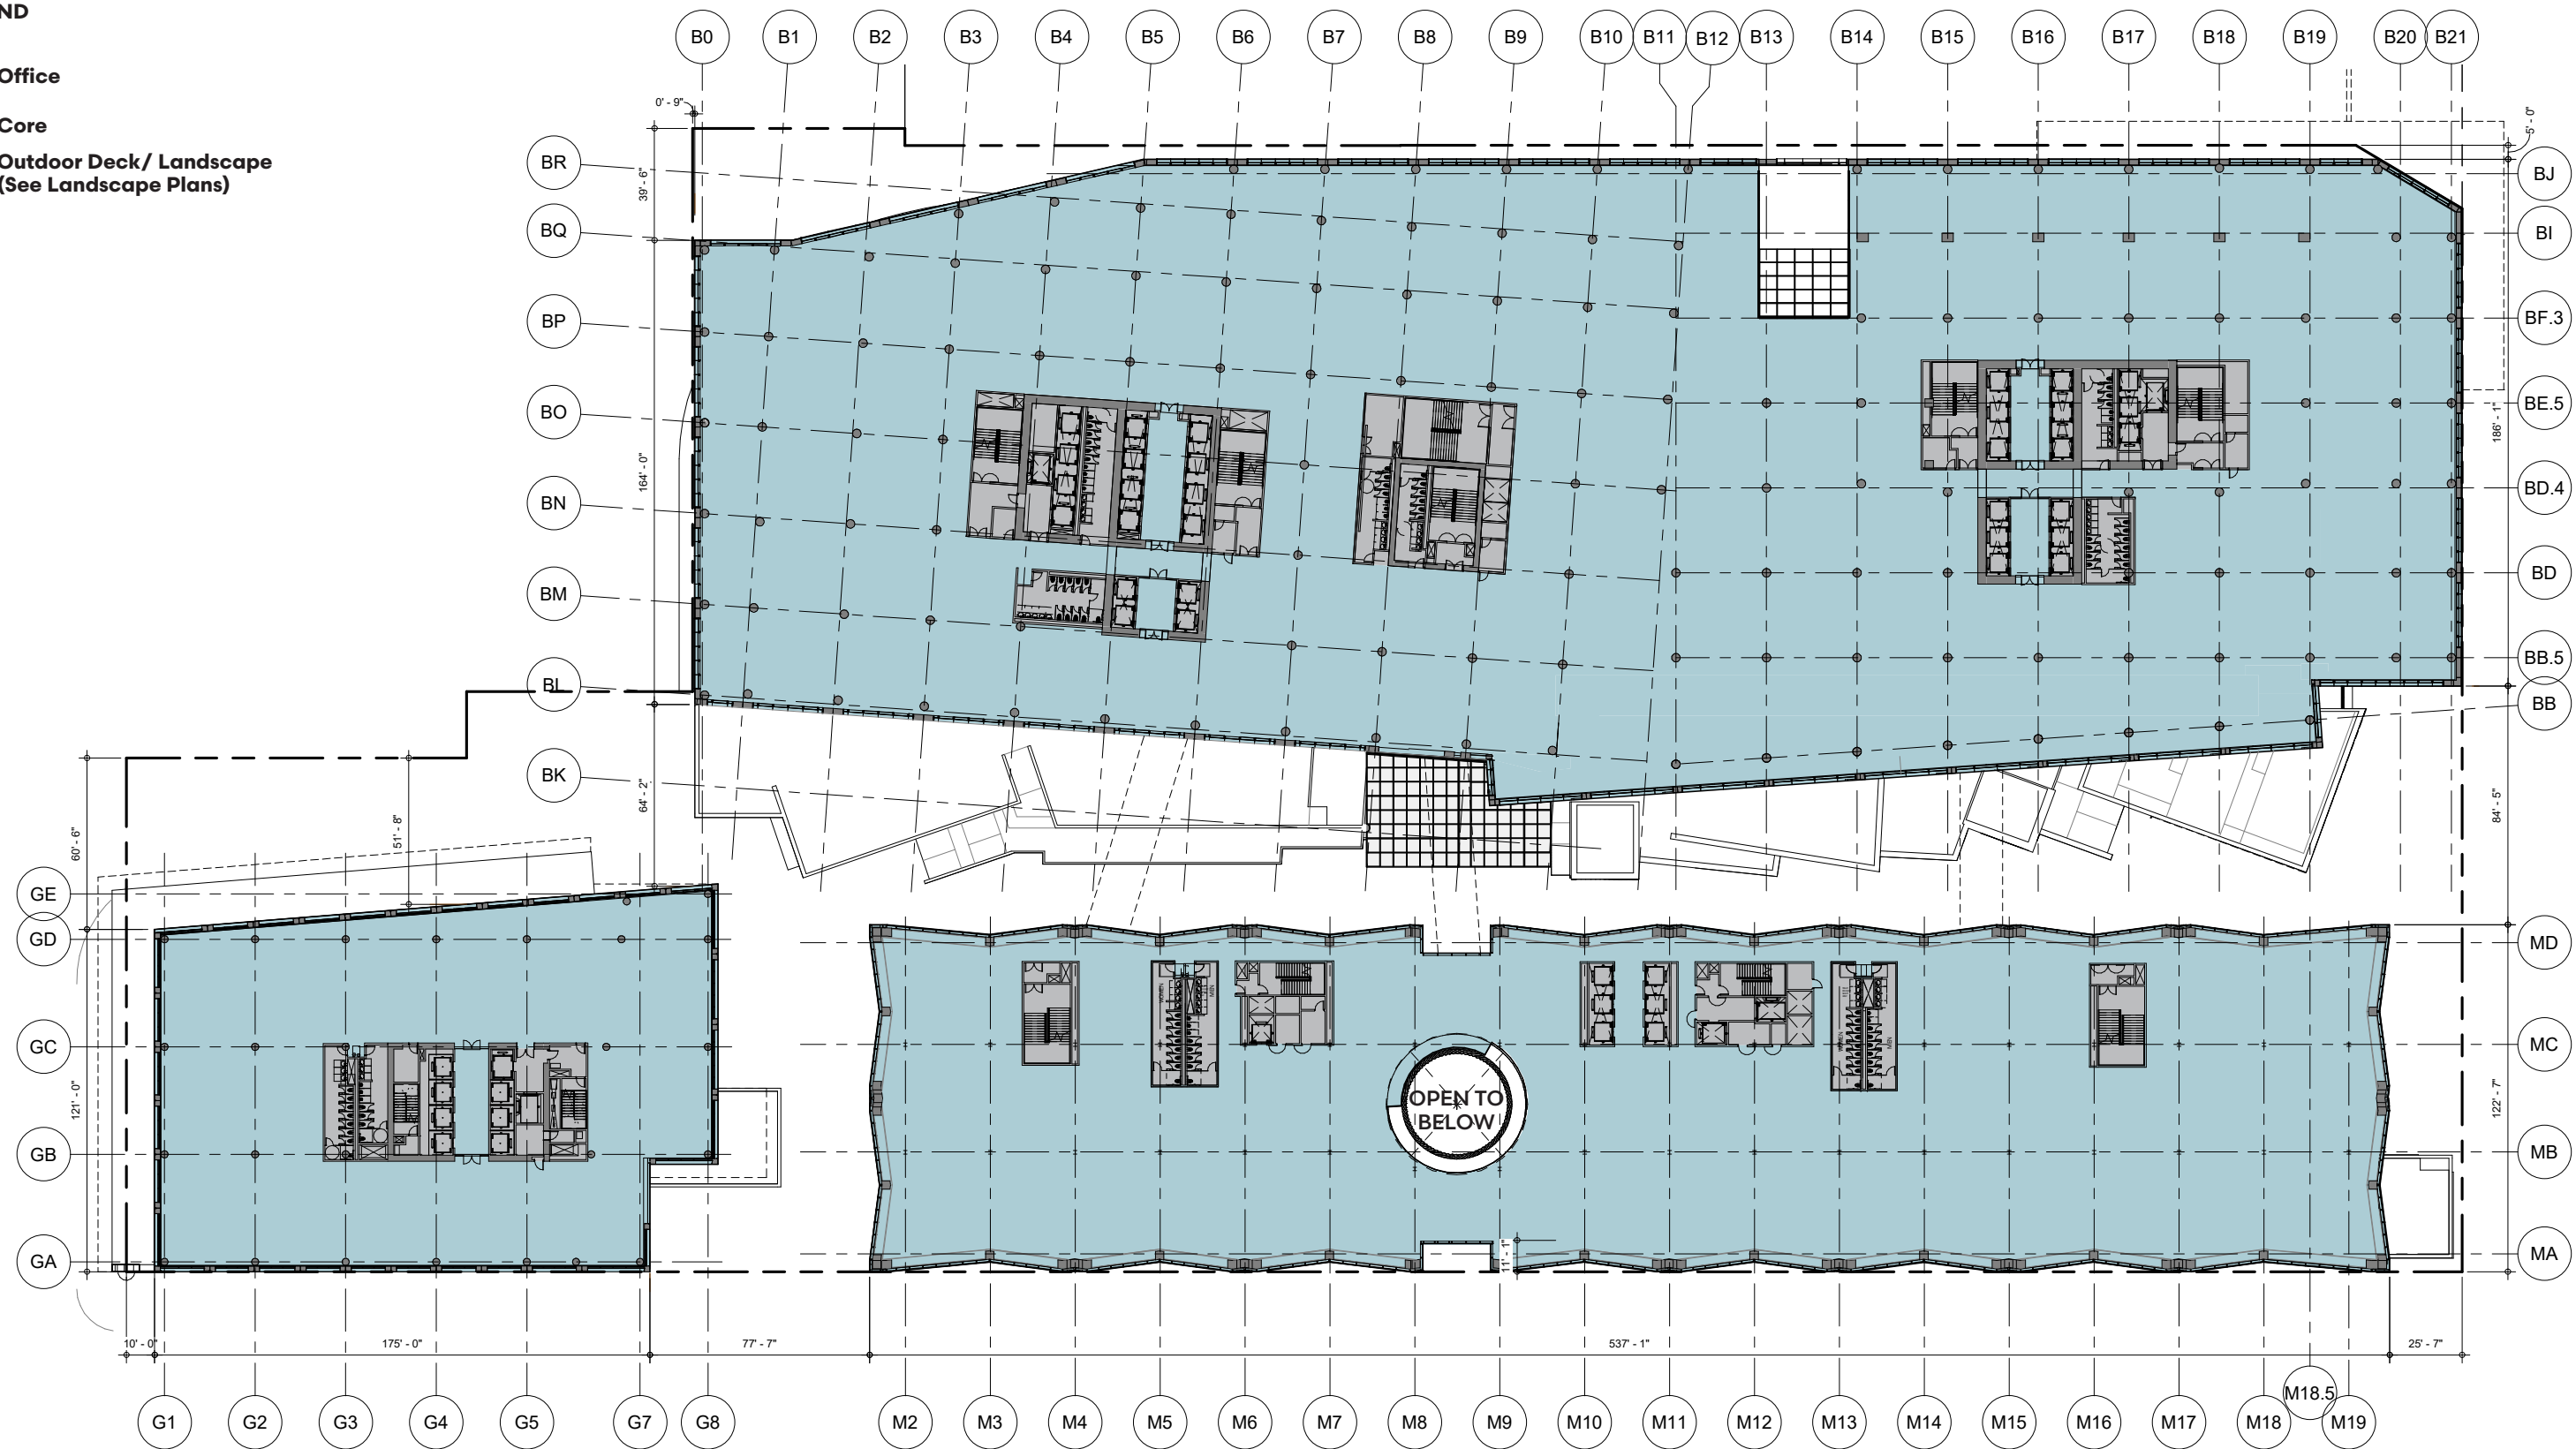 ND
Office
Core
Outdoor Deck/ Landscape
(See Landscape Plans)
B0 B1 B2 B3 B4 B5 B6 B7 B8 B9 B10 B11 B12 B13 B14 B15 B16 B17 B18 B19 B20 B21
0' - 9"
5' - 0"
BR
BJ
39' - 6"
BQ
BI
BP
BF.3
BO
BE.5
186' - 1"
164' - 0"
BN
BD.4
BM
BD
BL
BB.5
BB
BK
64' - 2"
84' - 5"
51' - 8"
60' - 6"
GE
GD
MD
WOMEN
MEN
WOMEN
MEN
GC
MC
121' - 0"
OPEN TO
BELOW
122' - 7"
GB
MB
GA
11' - 1"
MA
10' - 0"
175' - 0"
77' - 7"
537' - 1"
25' - 7"
M18.5
G1 G2 G3 G4 G5 G7 G8 M2 M3 M4 M5 M6 M7 M8 M9 M10 M11 M12 M13 M14 M15 M16 M17 M18 M19